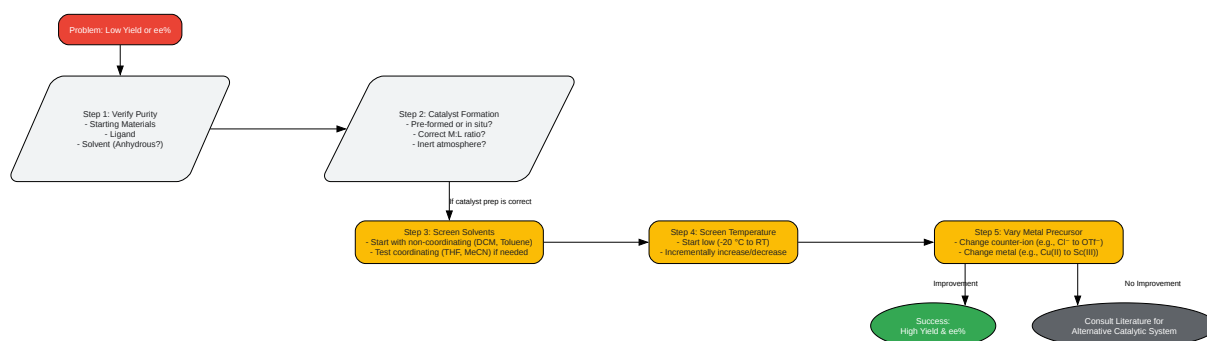 Problem: Low Yield or ee%
Step 1: Verify Purity
- Starting Materials
- Ligand
- Solvent (Anhydrous?)
Step 2: Catalyst Formation
- Pre-formed or in situ?
- Correct M:L ratio?
- Inert atmosphere?
If catalyst prep is correct
Step 3: Screen Solvents
- Start with non-coordinating (DCM, Toluene)
- Test coordinating (THF, MeCN) if needed
Step 4: Screen Temperature
- Start low (-20 °C to RT)
- Incrementally increase/decrease
Step 5: Vary Metal Precursor
- Change counter-ion (e.g., Cl⁻ to OTf⁻)
- Change metal (e.g., Cu(II) to Sc(III))
Improvement
No Improvement
Success:
High Yield & ee%
Consult Literature for
Alternative Catalytic System